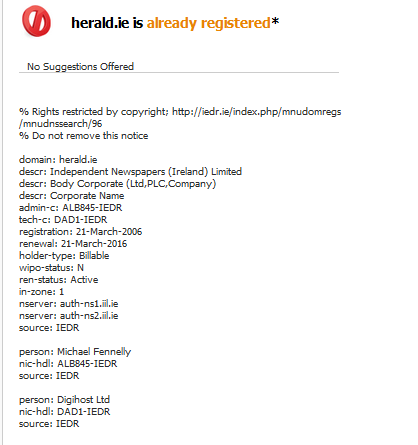 herald.ie is already registered*
No Suggestions Offered
% Rights restricted by copyright; http://iedr.ie/index.php/mnudomregs
/mnudnssearch/96
% Do not remove this notice
domain: herald.ie
descr: Independent Newspapers (Ireland) Limited
descr: Body Corporate (Ltd,PLC,Company)
descr: Corporate Name
admin-c: ALB845-IEDR
tech-c: DAD1-IEDR
registration: 21-March-2006
renewal: 21-March-2016
holder-type: Billable
wipo-status: N
ren-status: Active
in-zone: 1
nserver: auth-ns1.iil.ie
nserver: auth-ns2.iil.ie
source: IEDR
person: Michael Fennelly
nic-hdl: ALB845-IEDR
source: IEDR
person: Digihost Ltd
nic-hdl: DAD1-IEDR
source: IEDR